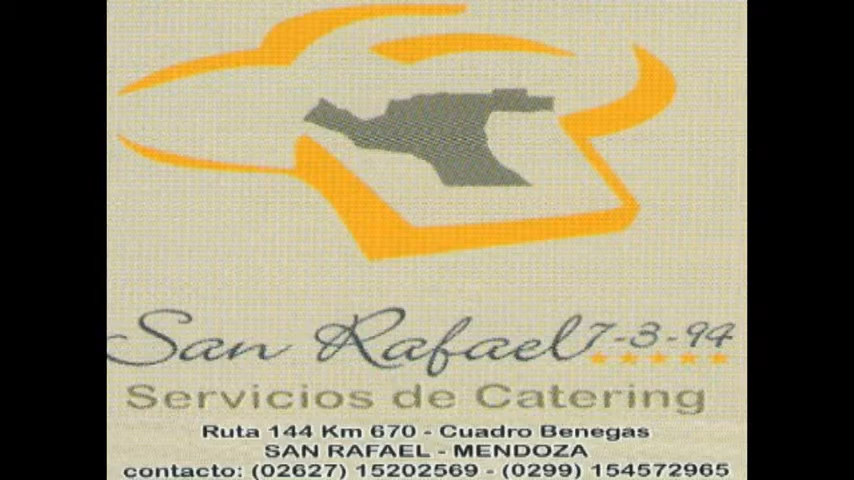 San Rafael 7-3-94
Servicios de Catering
Ruta 144 Km 670 - Cuadro Benegas
SAN RAFAEL - MENDOZA
contacto: (02627) 15202569 - (0299) 154572965